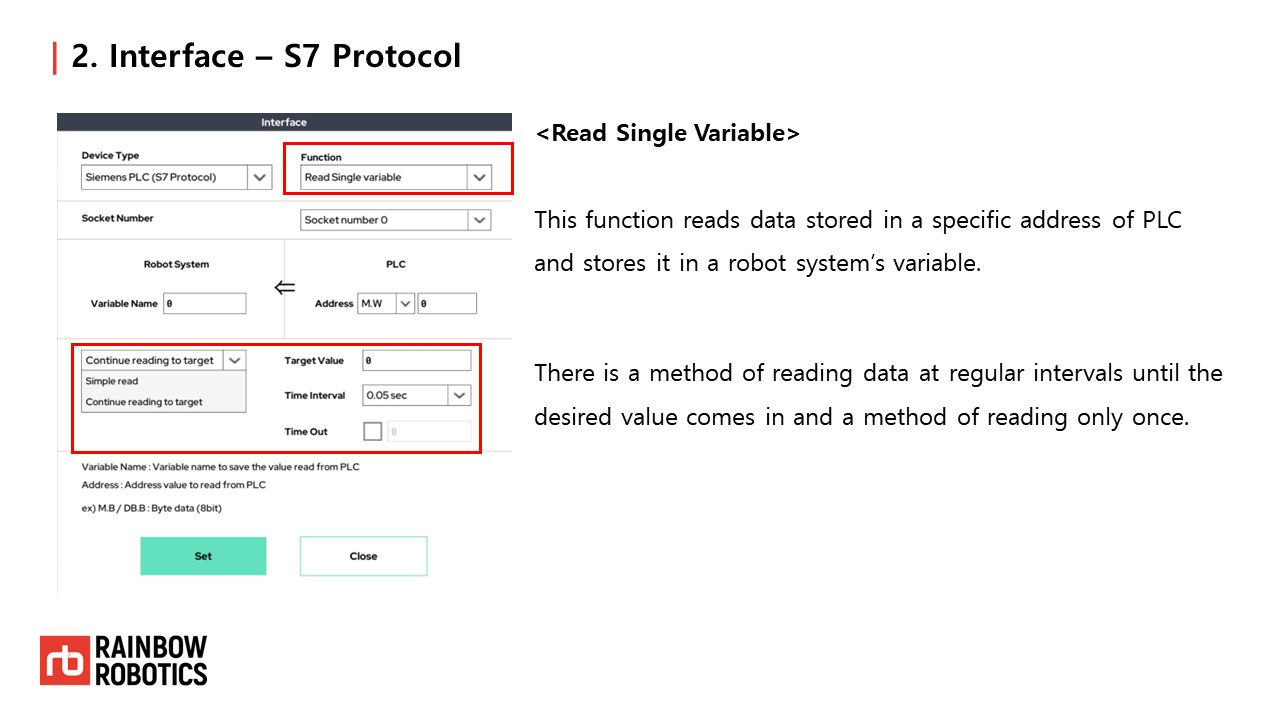 2. Interface – S7 Protocol
Interface
Device Type
Function
Siemens PLC (S7 Protocol)
Read Single variable
Socket Number
Socket number 0
Robot System
PLC
⇐
Variable Name
0
Address
M.W
0
Continue reading to target
Simple read
Continue reading to target
Target Value
0
Time Interval
0.05 sec
Time Out
0
Variable Name : Variable name to save the value read from PLC
Address : Address value to read from PLC
ex) M.B / DB.B : Byte data (8bit)
Set
Close
<Read Single Variable>
This function reads data stored in a specific address of PLC
and stores it in a robot system’s variable.
There is a method of reading data at regular intervals until the
desired value comes in and a method of reading only once.
rb
RAINBOW
ROBOTICS